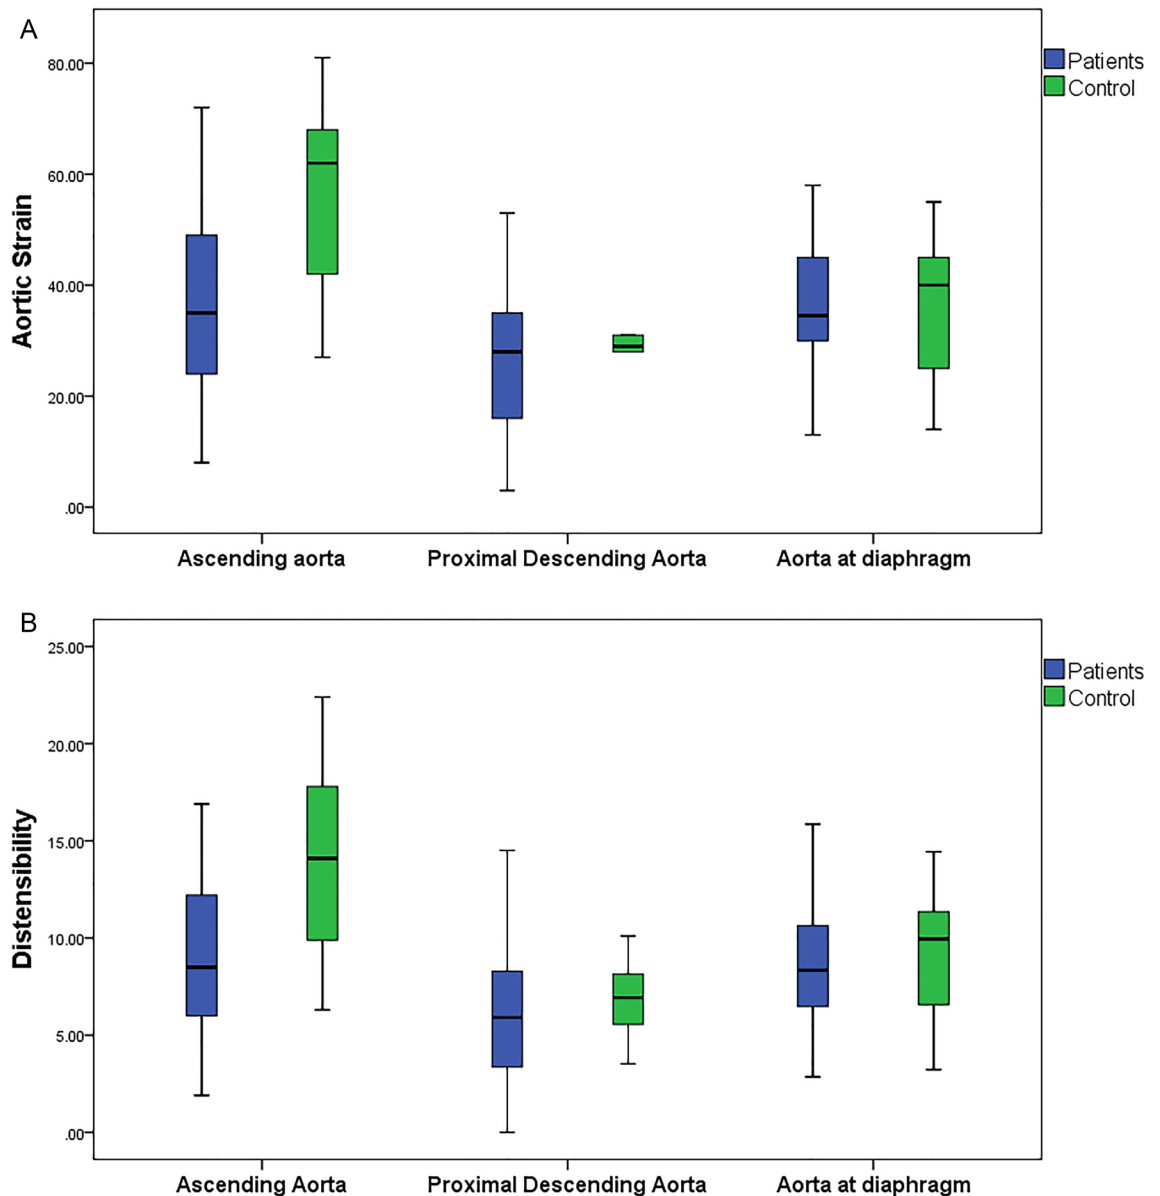 A
Aortic Strain
80.00
60.00
40.00
20.00
.00
Ascending aorta
Proximal Descending Aorta
Aorta at diaphragm
Patients
Control
B
Distensibility
25.00
20.00
15.00
10.00
5.00
.00
Ascending Aorta
Proximal Descending Aorta
Aorta at diaphragm
Patients
Control